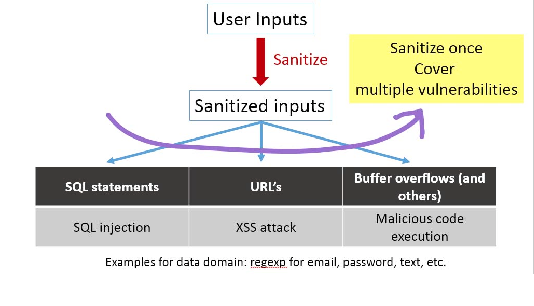 User Inputs
Sanitize
Sanitize once
Cover
multiple vulnerabilities
Sanitized inputs
SQL statements
URL's
Buffer overflows (and
others)
SQL injection
XSS attack
Malicious code
execution
Examples for data domain: regexp for email, password, text, etc.